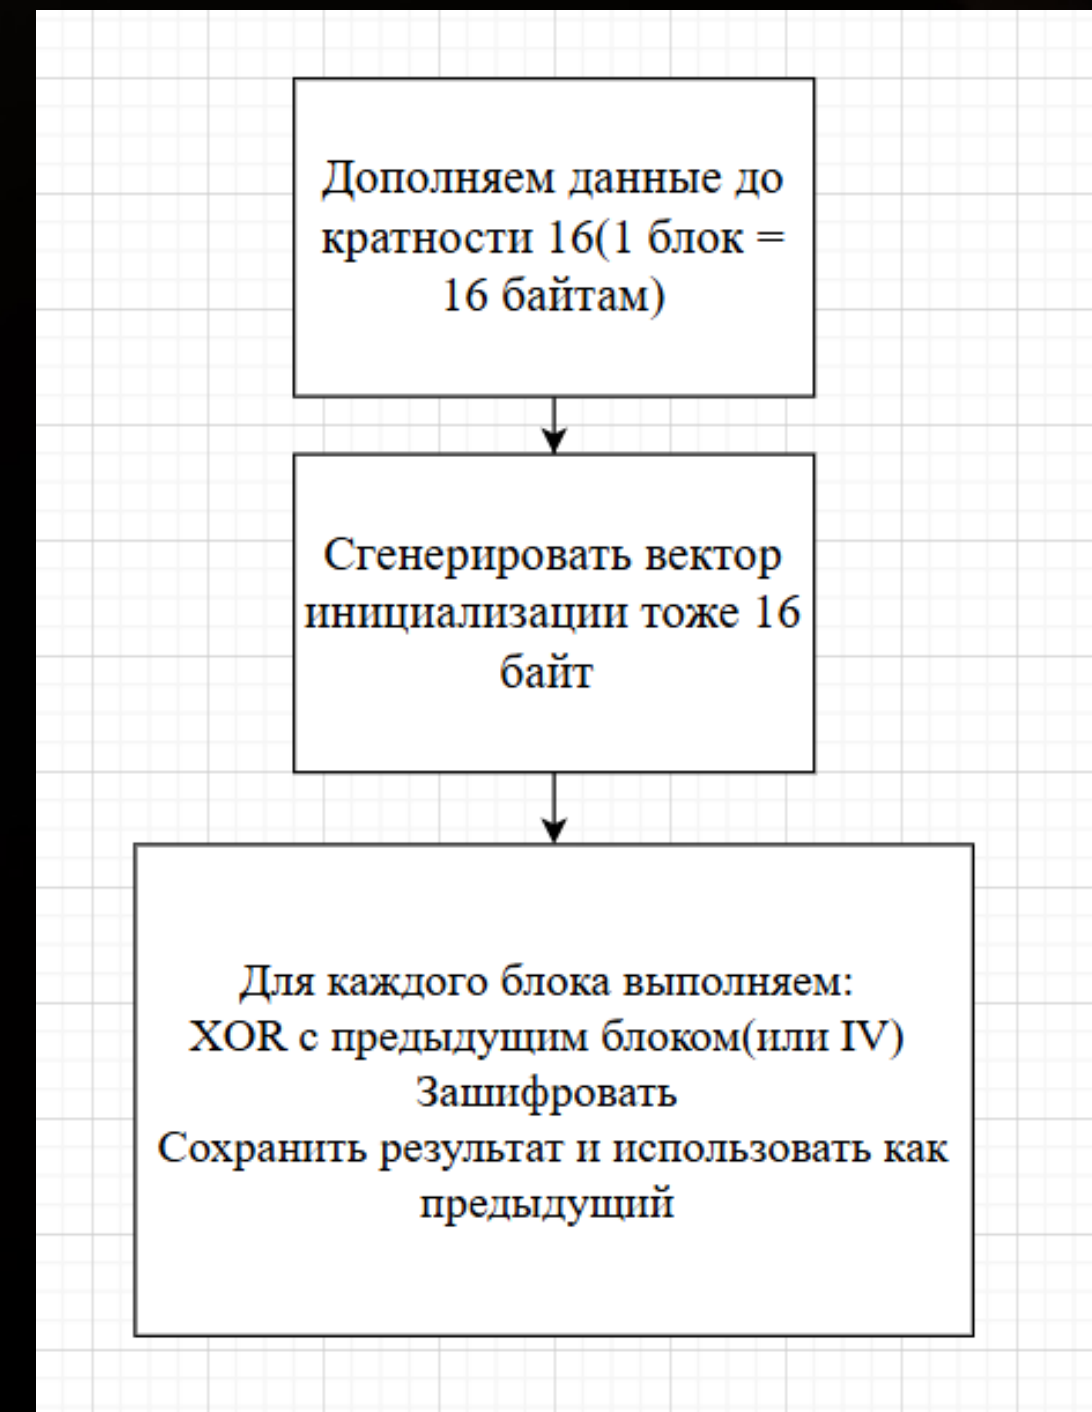 Дополняем данные до
кратности 16(1 блок =
16 байтам)
Сгенерировать вектор
инициализации тоже 16
байт
Для каждого блока выполняем:
XOR с предыдущим блоком(или IV)
Зашифровать
Сохранить результат и использовать как
предыдущий